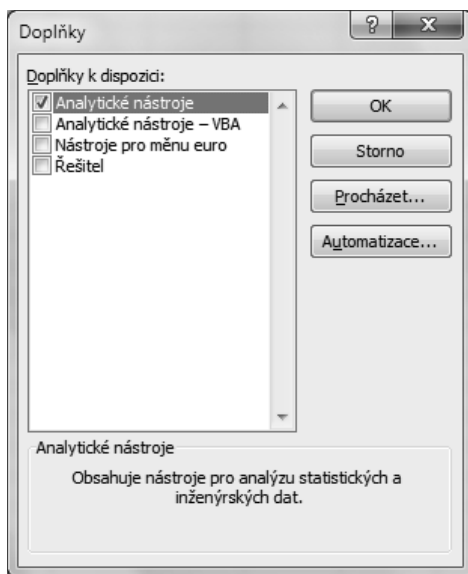 Doplňky
Doplňky k dispozici:
Analytické nástroje
Analytické nástroje – VBA
Nástroje pro měnu euro
Řešitel
OK
Storno
Procházet...
Automatizace...
Analytické nástroje
Obsahuje nástroje pro analýzu statistických a
inženýrských dat.